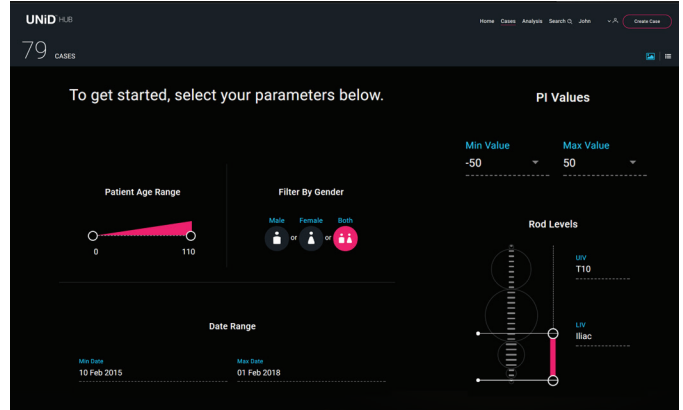 UNiD HUB
Home Cases Analysis Search John Create Case
79 CASES
To get started, select your parameters below.
PI Values
Min Value Max Value
-50 50
Patient Age Range
Filter By Gender
Male Female Both
or or
0 110
Rod Levels
UIV
T10
LIV
Iliac
Date Range
Min Date Max Date
10 Feb 2015 01 Feb 2018